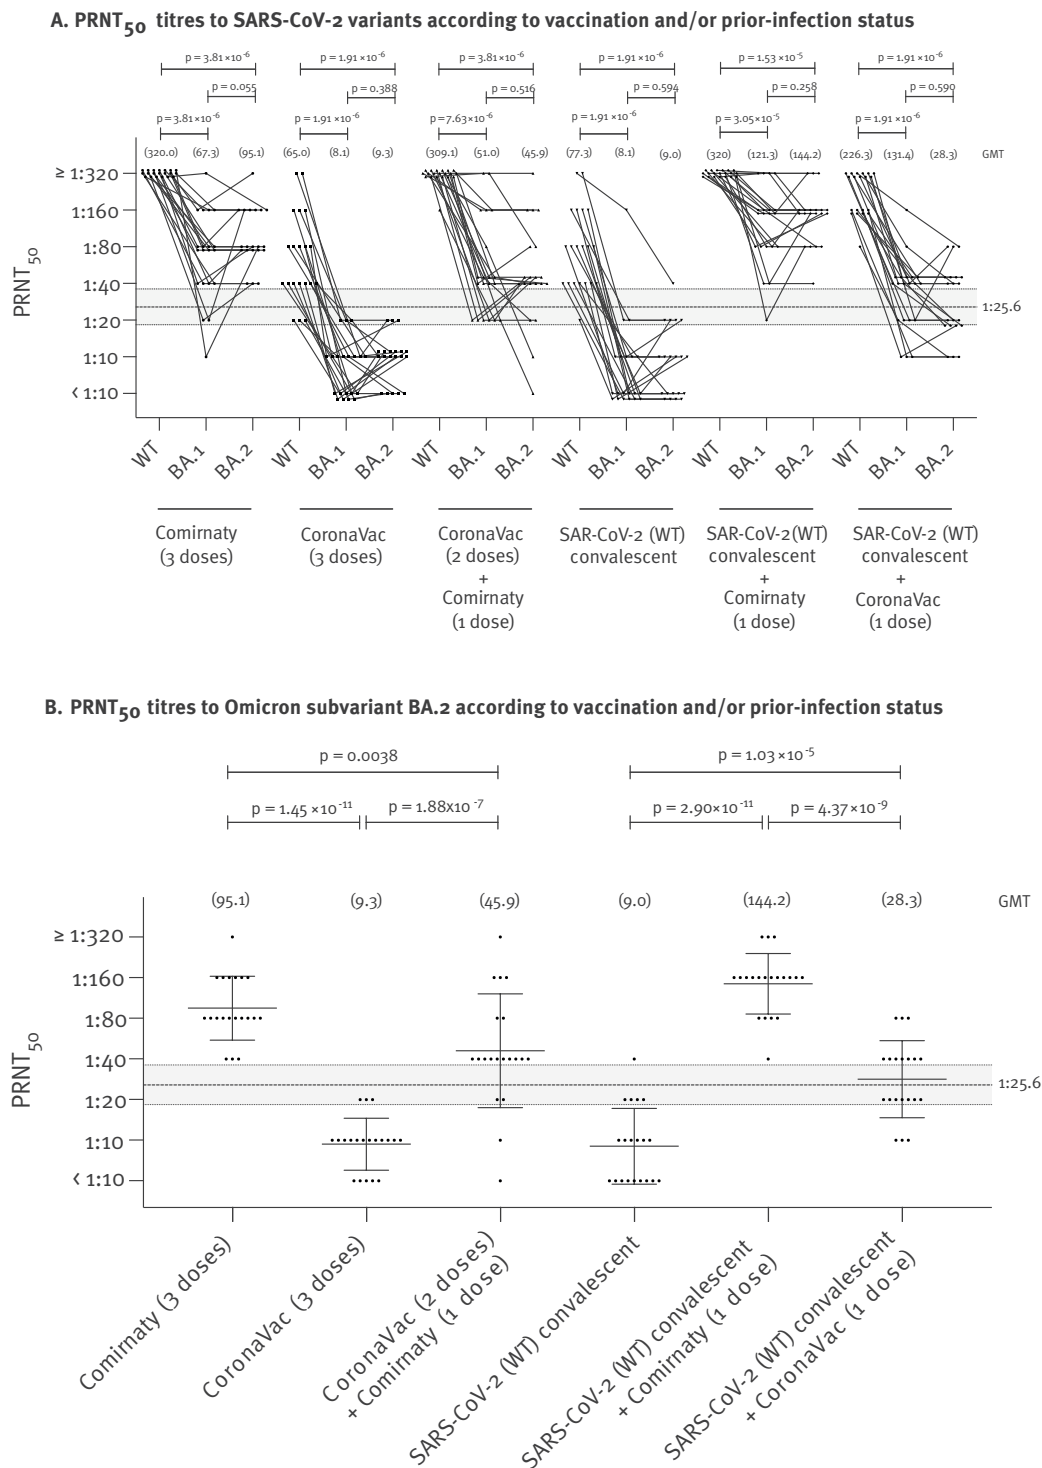 A. PRNT50 titres to SARS-CoV-2 variants according to vaccination and/or prior-infection status
p = 3.81 ×10-6 p = 1.91 ×10-6 p = 3.81 ×10-6 p = 1.91 ×10-6 p = 1.53 ×10-5 p = 1.91 ×10-6
p = 0.055 p = 0.388 p = 0.516 p = 0.594 p = 0.258 p = 0.590
p =3.81×10-6 p =1.91 ×10-6 p =7.63×10-6 p =1.91 ×10-6 p =3.05×10-5 p =1.91 ×10-6
(320.0) (67.3) (95.1) (65.0) (8.1) (9.3) (309.1) (51.0) (45.9) (77.3) (8.1) (9.0) (320) (121.3) (144.2) (226.3) (131.4) (28.3) GMT
PRNT50
≥ 1:320
1:160
1:80
1:40
1:20
1:10
< 1:10
1:25.6
WT BA.1 BA.2 WT BA.1 BA.2 WT BA.1 BA.2 WT BA.1 BA.2 WT BA.1 BA.2 WT BA.1 BA.2
Comirnaty
(3 doses)
CoronaVac
(3 doses)
CoronaVac
(2 doses)
+
Comirnaty
(1 dose)
SAR-CoV-2 (WT)
convalescent
SAR-CoV-2(WT)
convalescent
+
Comirnaty
(1 dose)
SAR-CoV-2 (WT)
convalescent
+
CoronaVac
(1 dose)
B. PRNT50 titres to Omicron subvariant BA.2 according to vaccination and/or prior-infection status
p = 0.0038 p = 1.03 ×10-5
p = 1.45 ×10-11 p = 1.88X10 -7 p = 2.90×10-11 p = 4.37×10-9
(95.1) (9.3) (45.9) (9.0) (144.2) (28.3) GMT
PRNT50
≥ 1:320
1:160
1:80
1:40
1:20
1:10
< 1:10
1:25.6
Comirnaty (3 doses)
CoronaVac (3 doses)
CoronaVac (2 doses)
+ Comirnaty (1 dose)
SARS-CoV-2 (WT) convalescent
SARS-CoV-2 (WT) convalescent
+ Comirnaty (1 dose)
SARS-CoV-2 (WT) convalescent
+ CoronaVac (1 dose)